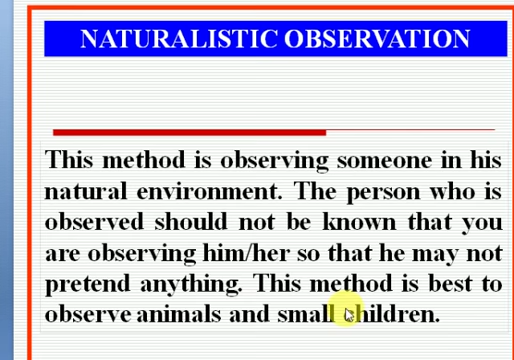 NATURALISTIC OBSERVATION
This method is observing someone in his
natural environment. The person who is
observed should not be known that you
are observing him/her so that he may not
pretend anything. This method is best to
observe animals and small children.